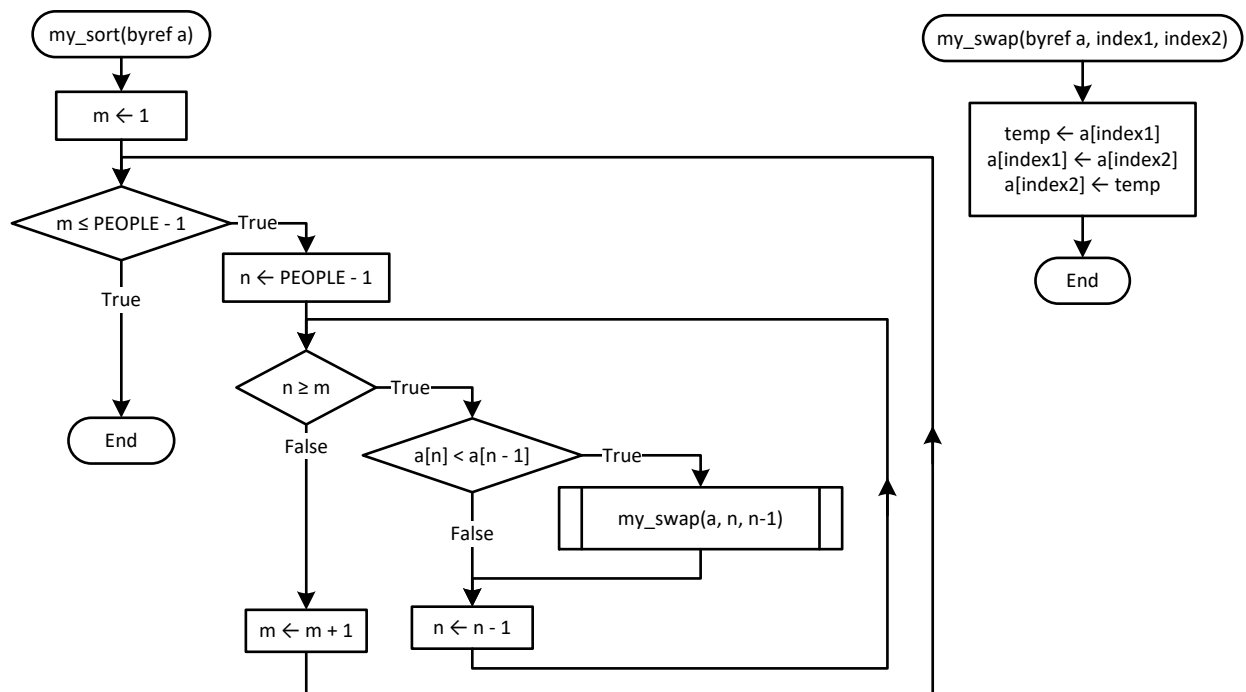 my_sort(byref a)
m ← 1
m ≤ PEOPLE - 1
True
True
End
n ← PEOPLE - 1
n ≥ m
True
False
a[n] < a[n - 1]
True
False
my_swap(a, n, n-1)
m ← m + 1
n ← n - 1
my_swap(byref a, index1, index2)
temp ← a[index1]
a[index1] ← a[index2]
a[index2] ← temp
End